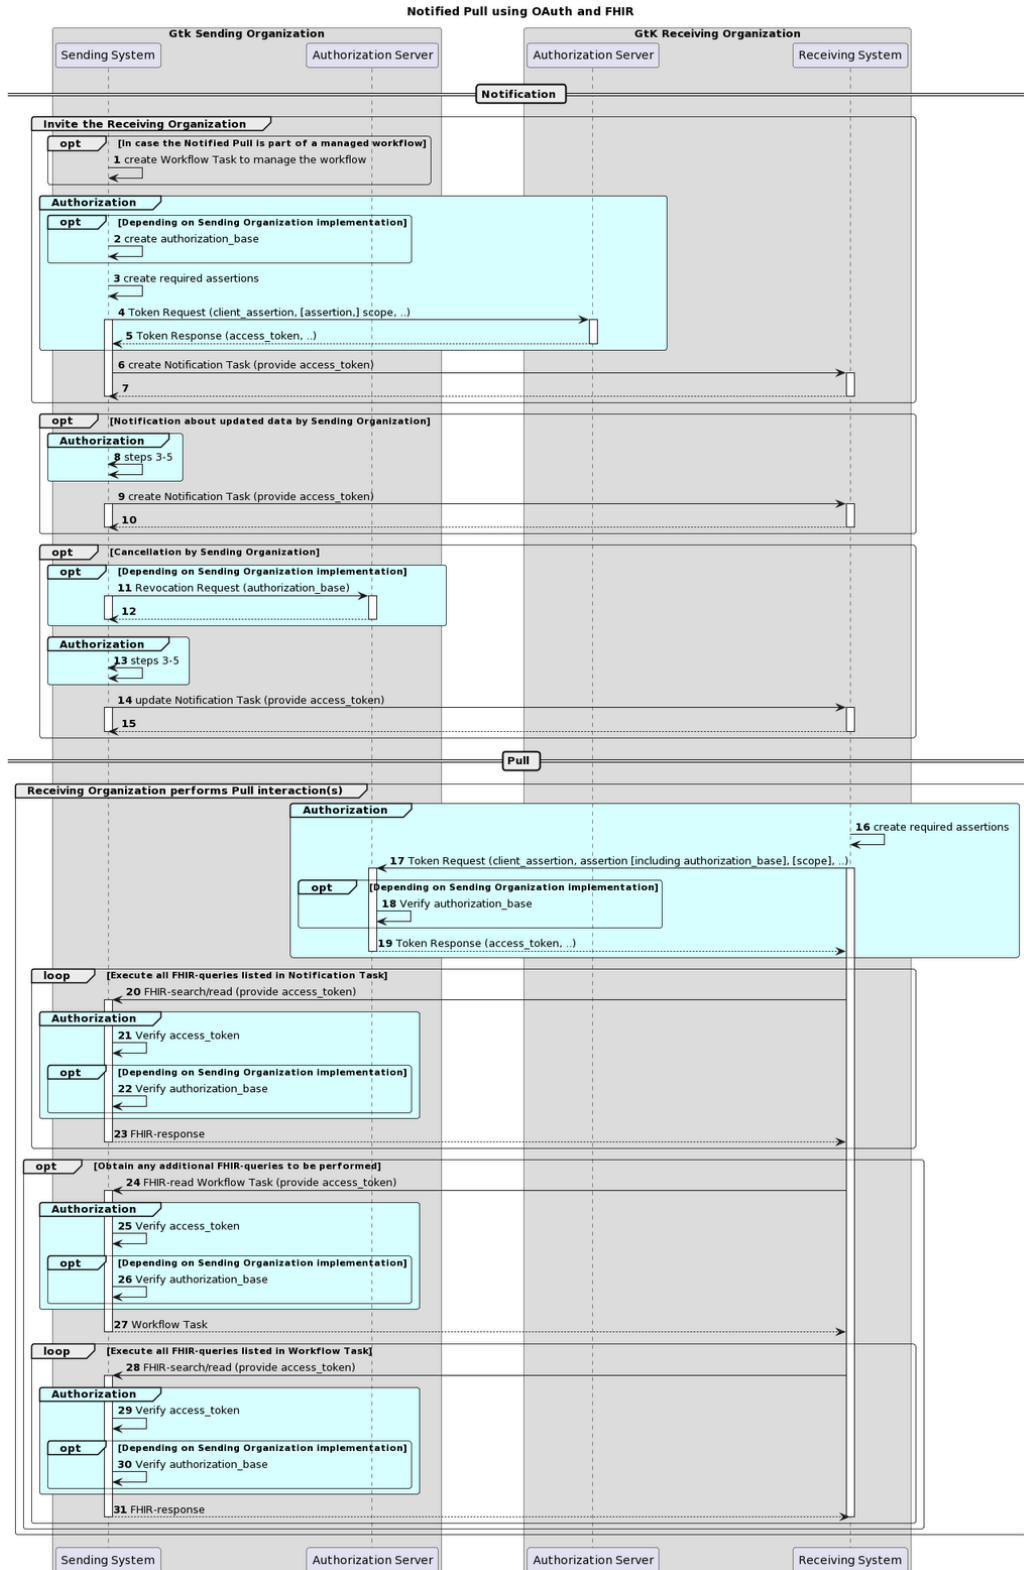 Notified Pull using OAuth and FHIR
Gtk Sending Organization
GtK Receiving Organization
Sending System
Authorization Server
Authorization Server
Receiving System
Notification
Invite the Receiving Organization
opt [In case the Notified Pull is part of a managed workflow]
1 create Workflow Task to manage the workflow
Authorization
opt [Depending on Sending Organization implementation]
2 create authorization_base
3 create required assertions
4 Token Request (client_assertion, [assertion,] scope, ..)
5 Token Response (access_token, ..)
6 create Notification Task (provide access_token)
7
opt [Notification about updated data by Sending Organization]
Authorization
8 steps 3-5
9 create Notification Task (provide access_token)
10
opt [Cancellation by Sending Organization]
opt [Depending on Sending Organization implementation]
11 Revocation Request (authorization_base)
12
Authorization
13 steps 3-5
14 update Notification Task (provide access_token)
15
Pull
Receiving Organization performs Pull interaction(s)
Authorization
16 create required assertions
17 Token Request (client_assertion, assertion [including authorization_base], [scope], ..)
opt [Depending on Sending Organization implementation]
18 Verify authorization_base
19 Token Response (access_token, ..)
loop [Execute all FHIR-queries listed in Notification Task]
20 FHIR-search/read (provide access_token)
Authorization
21 Verify access_token
opt [Depending on Sending Organization implementation]
22 Verify authorization_base
23 FHIR-response
opt [Obtain any additional FHIR-queries to be performed]
24 FHIR-read Workflow Task (provide access_token)
Authorization
25 Verify access_token
opt [Depending on Sending Organization implementation]
26 Verify authorization_base
27 Workflow Task
loop [Execute all FHIR-queries listed in Workflow Task]
28 FHIR-search/read (provide access_token)
Authorization
29 Verify access_token
opt [Depending on Sending Organization implementation]
30 Verify authorization_base
31 FHIR-response
Sending System
Authorization Server
Authorization Server
Receiving System